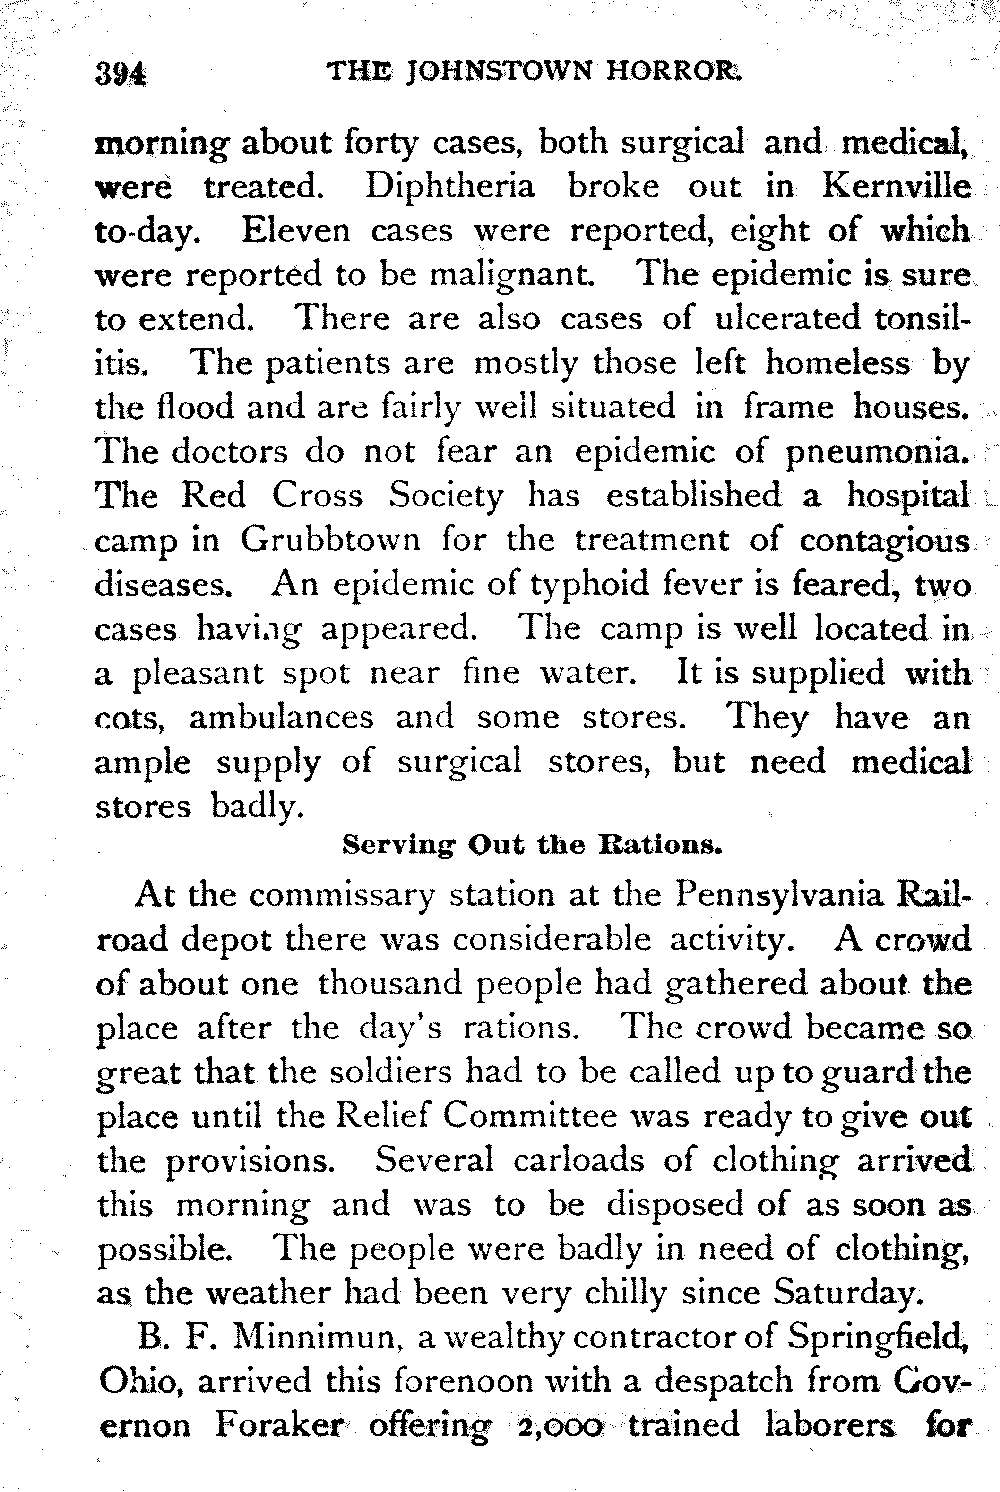 394 THE JOHNSTOWN HORROR.
morning about forty cases, both surgical and medical,
were treated. Diphtheria broke out in Kernville
to-day. Eleven cases were reported, eight of which
were reported to be malignant. The epidemic is sure
to extend. There are also cases of ulcerated tonsil-
itis. The patients are mostly those left homeless by
the flood and are fairly well situated in frame houses.
The doctors do not fear an epidemic of pneumonia.
The Red Cross Society has established a hospital
camp in Grubbtown for the treatment of contagious
diseases. An epidemic of typhoid fever is feared, two
cases having appeared. The camp is well located in
a pleasant spot near fine water. It is supplied with
cots, ambulances and some stores. They have an
ample supply of surgical stores, but need medical
stores badly.
Serving Out the Rations.
At the commissary station at the Pennsylvania Rail-
road depot there was considerable activity. A crowd
of about one thousand people had gathered about the
place after the day's rations. The crowd became so
great that the soldiers had to be called up to guard the
place until the Relief Committee was ready to give out
the provisions. Several carloads of clothing arrived
this morning and was to be disposed of as soon as
possible. The people were badly in need of clothing,
as the weather had been very chilly since Saturday.
B. F. Minnimun, a wealthy contractor of Springfield,
Ohio, arrived this forenoon with a despatch from Gov-
ernon Foraker offering 2,000 trained laborers for